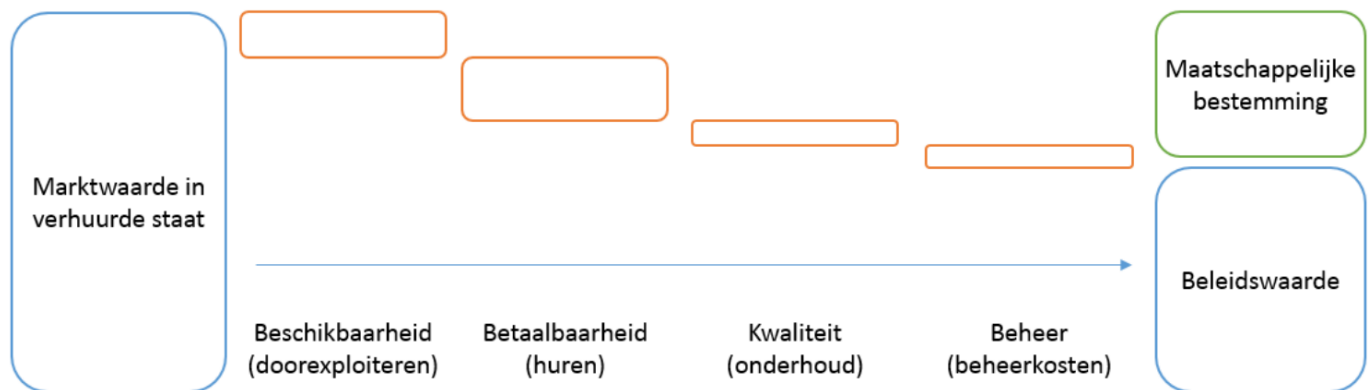 Marktwaarde in
verhuurde staat
Beschikbaarheid
(doorexploiteren)
Betaalbaarheid
(huren)
Kwaliteit
(onderhoud)
Beheer
(beheerkosten)
Maatschappelijke
bestemming
Beleidswaarde